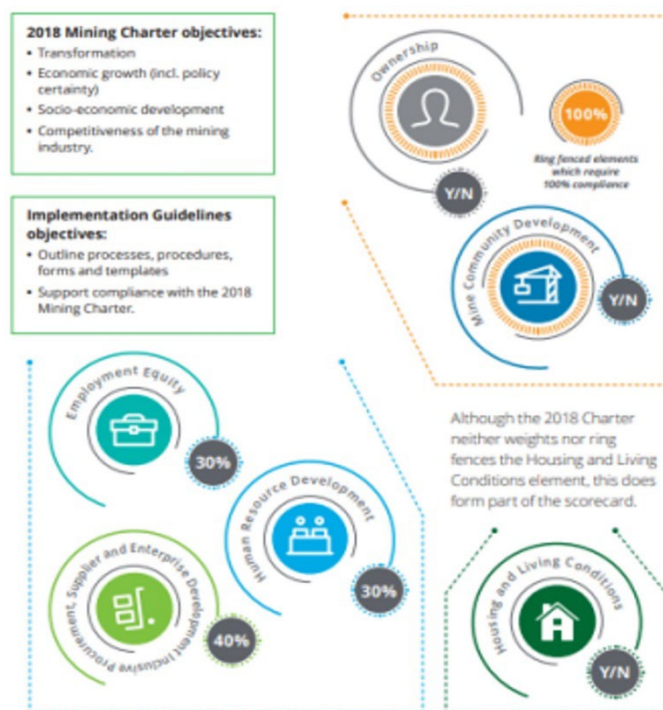 2018 Mining Charter objectives:
• Transformation
• Economic growth (incl. policy
certainty)
• Socio-economic development
• Competitiveness of the mining
industry.
Ownership
Y/N
100%
Ring fenced elements
which require
100% compliance
Implementation Guidelines
objectives:
• Outline processes, procedures,
forms and templates
• Support compliance with the 2018
Mining Charter.
Mine Community Development
Y/N
Employment Equity
30%
Human Resource Development
30%
Inclusive Procurement, Supplier and Enterprise Development
40%
Although the 2018 Charter
neither weights nor ring
fences the Housing and Living
Conditions element, this does
form part of the scorecard.
Housing and Living Conditions
Y/N